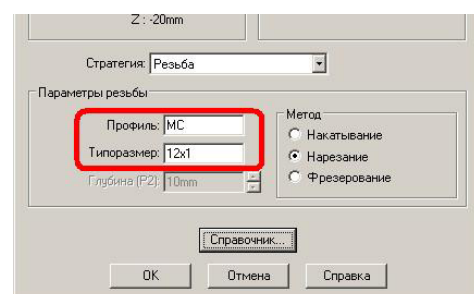 Z : -20mm
Стратегия: Резьба
Параметры резьбы
Профиль: МС
Типоразмер: 12x1
Глубина (P2): 10mm
Метод
Накатывание
Нарезание
Фрезерование
Справочник...
OK Отмена Справка